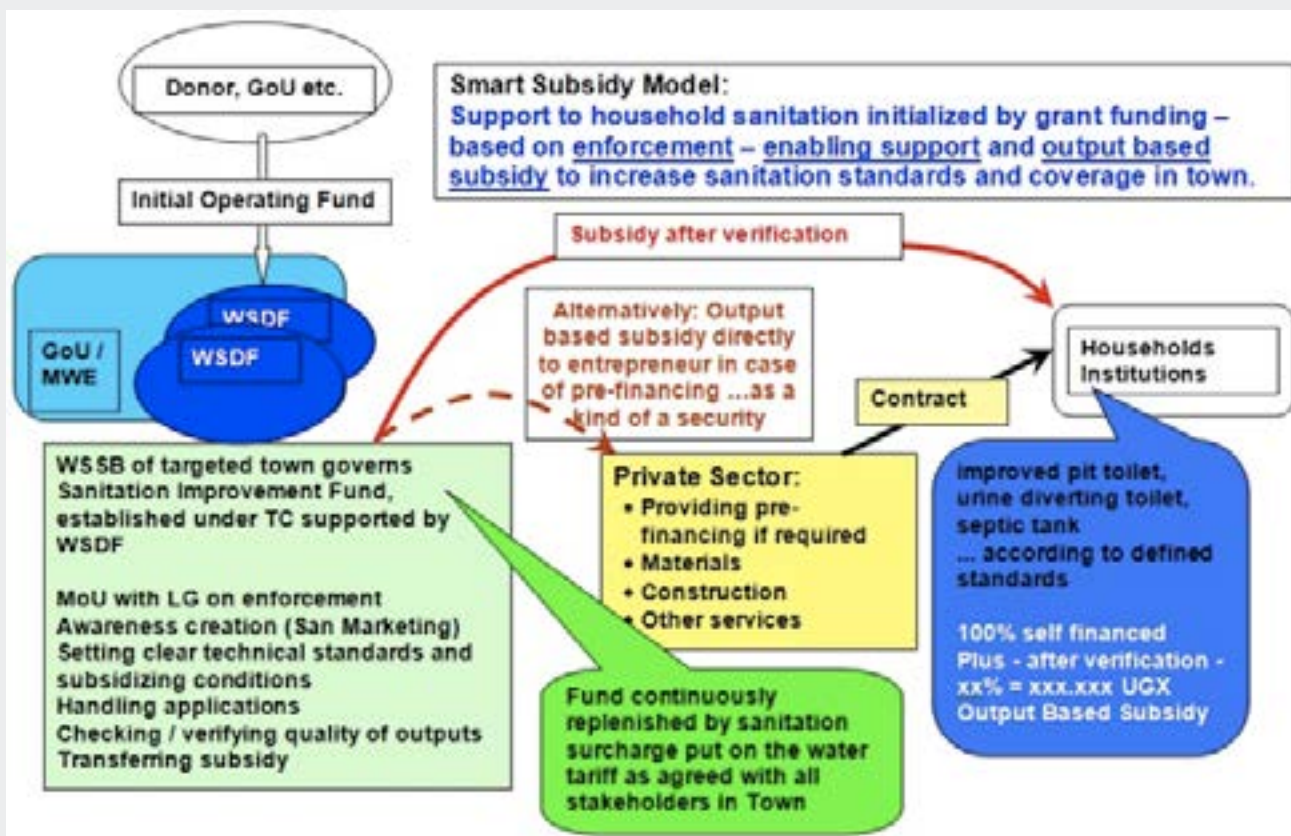 Donor, GoU etc.
Initial Operating Fund
Smart Subsidy Model:
Support to household sanitation initialized by grant funding –
based on enforcement – enabling support and output based
subsidy to increase sanitation standards and coverage in town.
Subsidy after verification
WSDF
WSDF
GoU /
MWE
Alternatively: Output
based subsidy directly
to entrepreneur in case
of pre-financing ...as a
kind of a security
Contract
Households
Institutions
WSSB of targeted town governs
Sanitation Improvement Fund,
established under TC supported by
WSDF
MoU with LG on enforcement
Awareness creation (San Marketing)
Setting clear technical standards and
subsidizing conditions
Handling applications
Checking / verifying quality of outputs
Transferring subsidy
Private Sector:
• Providing pre-
financing if required
• Materials
• Construction
• Other services
Fund continuously
replenished by sanitation
surcharge put on the water
tariff as agreed with all
stakeholders in Town
improved pit toilet,
urine diverting toilet,
septic tank
... according to defined
standards
100% self financed
Plus - after verification -
xx% = xxx.xxx UGX
Output Based Subsidy